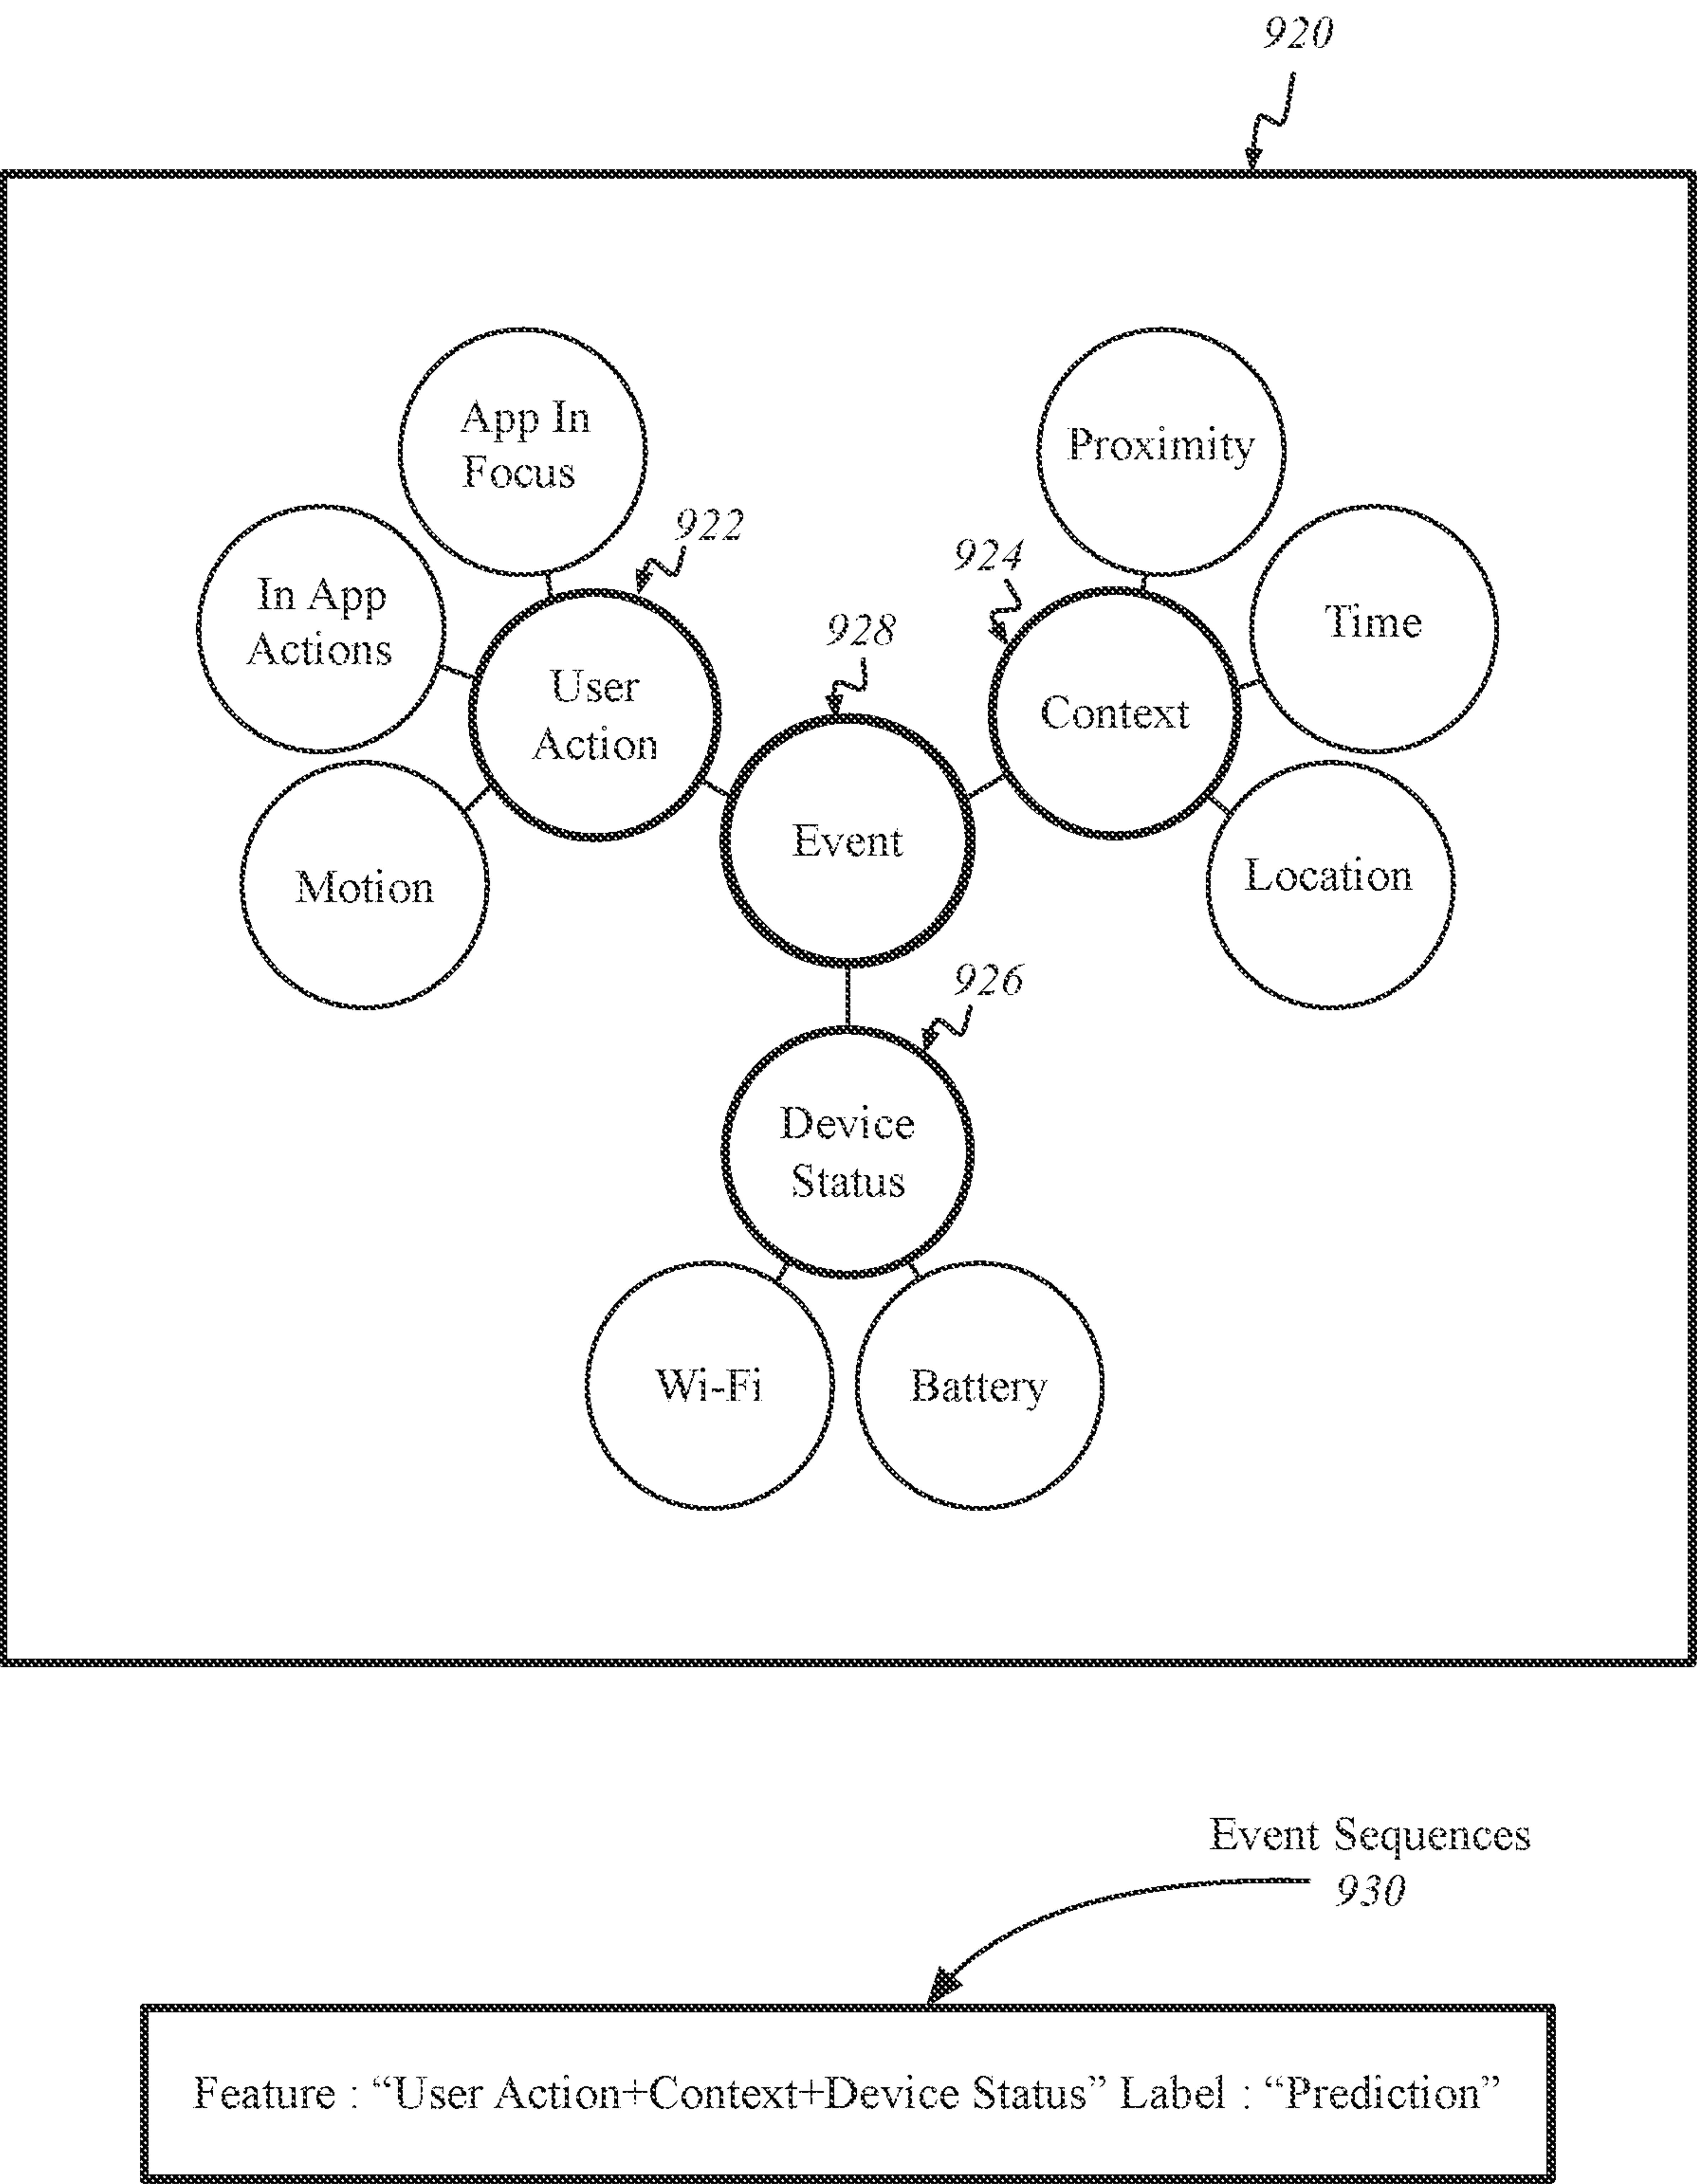 920
App In
Focus
Proximity
922
924
In App
Actions
Time
928
User
Action
Context
Event
Motion
Location
926
Device
Status
Wi-Fi
Battery
Event Sequences
930
Feature : “User Action+Context+Device Status” Label : “Prediction”